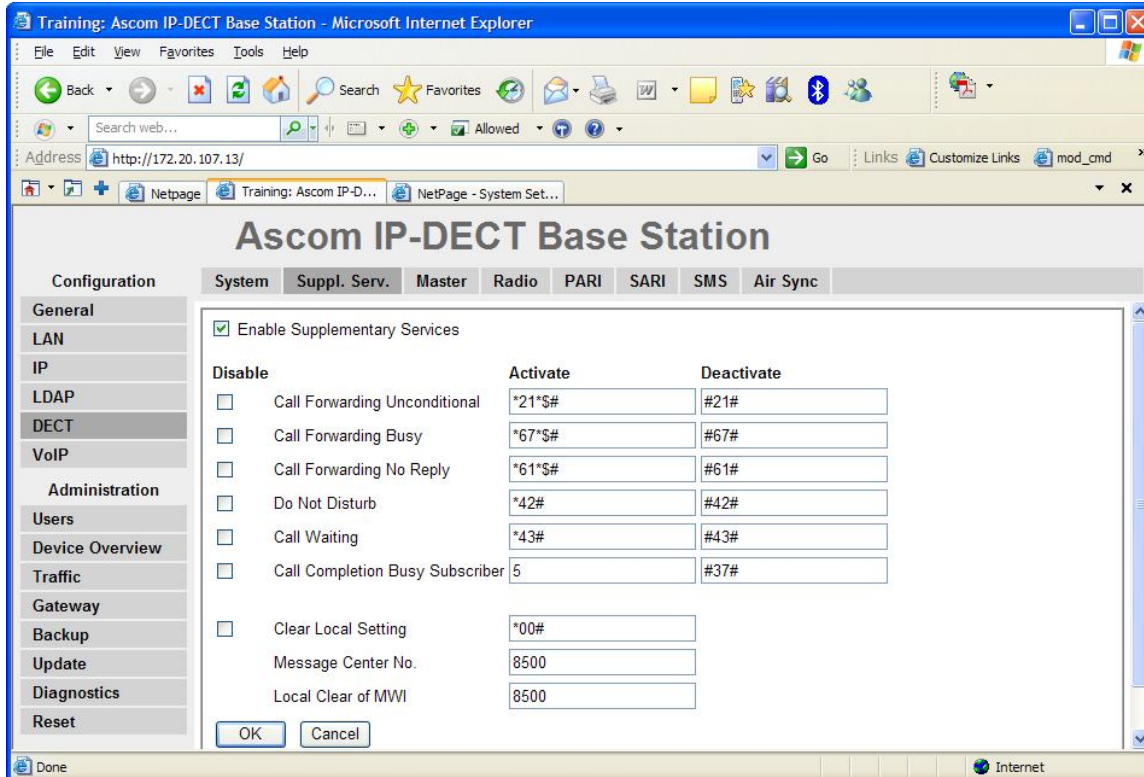 Training: Ascom IP-DECT Base Station - Microsoft Internet Explorer
File Edit View Favorites Tools Help
Back Search Favorites
Search web... Allowed
Address http://172.20.107.13/ Go Links Customize Links mod_cmd
Netpage Training: Ascom IP-D... NetPage - System Set...
Ascom IP-DECT Base Station
Configuration
System Suppl. Serv. Master Radio PARI SARI SMS Air Sync
General
LAN
IP
LDAP
DECT
VoIP
Administration
Users
Device Overview
Traffic
Gateway
Backup
Update
Diagnostics
Reset
Enable Supplementary Services
Disable Activate Deactivate
Call Forwarding Unconditional *21*$# #21#
Call Forwarding Busy *67*$# #67#
Call Forwarding No Reply *61*$# #61#
Do Not Disturb *42# #42#
Call Waiting *43# #43#
Call Completion Busy Subscriber 5 #37#
Clear Local Setting *00#
Message Center No. 8500
Local Clear of MWI 8500
OK Cancel
Done Internet